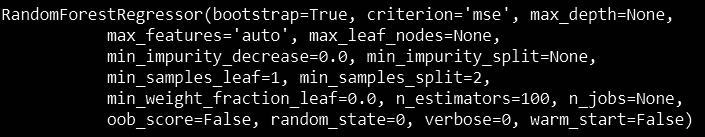 RandomForestRegressor(bootstrap=True, criterion='mse', max_depth=None,
max_features='auto', max_leaf_nodes=None,
min_impurity_decrease=0.0, min_impurity_split=None,
min_samples_leaf=1, min_samples_split=2,
min_weight_fraction_leaf=0.0, n_estimators=100, n_jobs=None,
oob_score=False, random_state=0, verbose=0, warm_start=False)